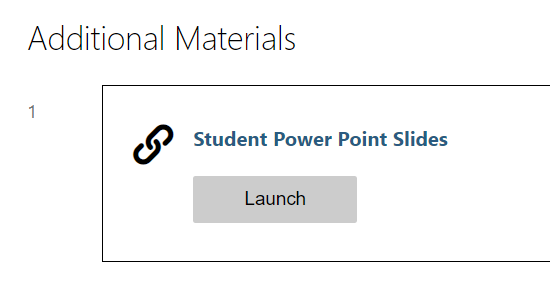 Additional Materials
1
Student Power Point Slides
Launch